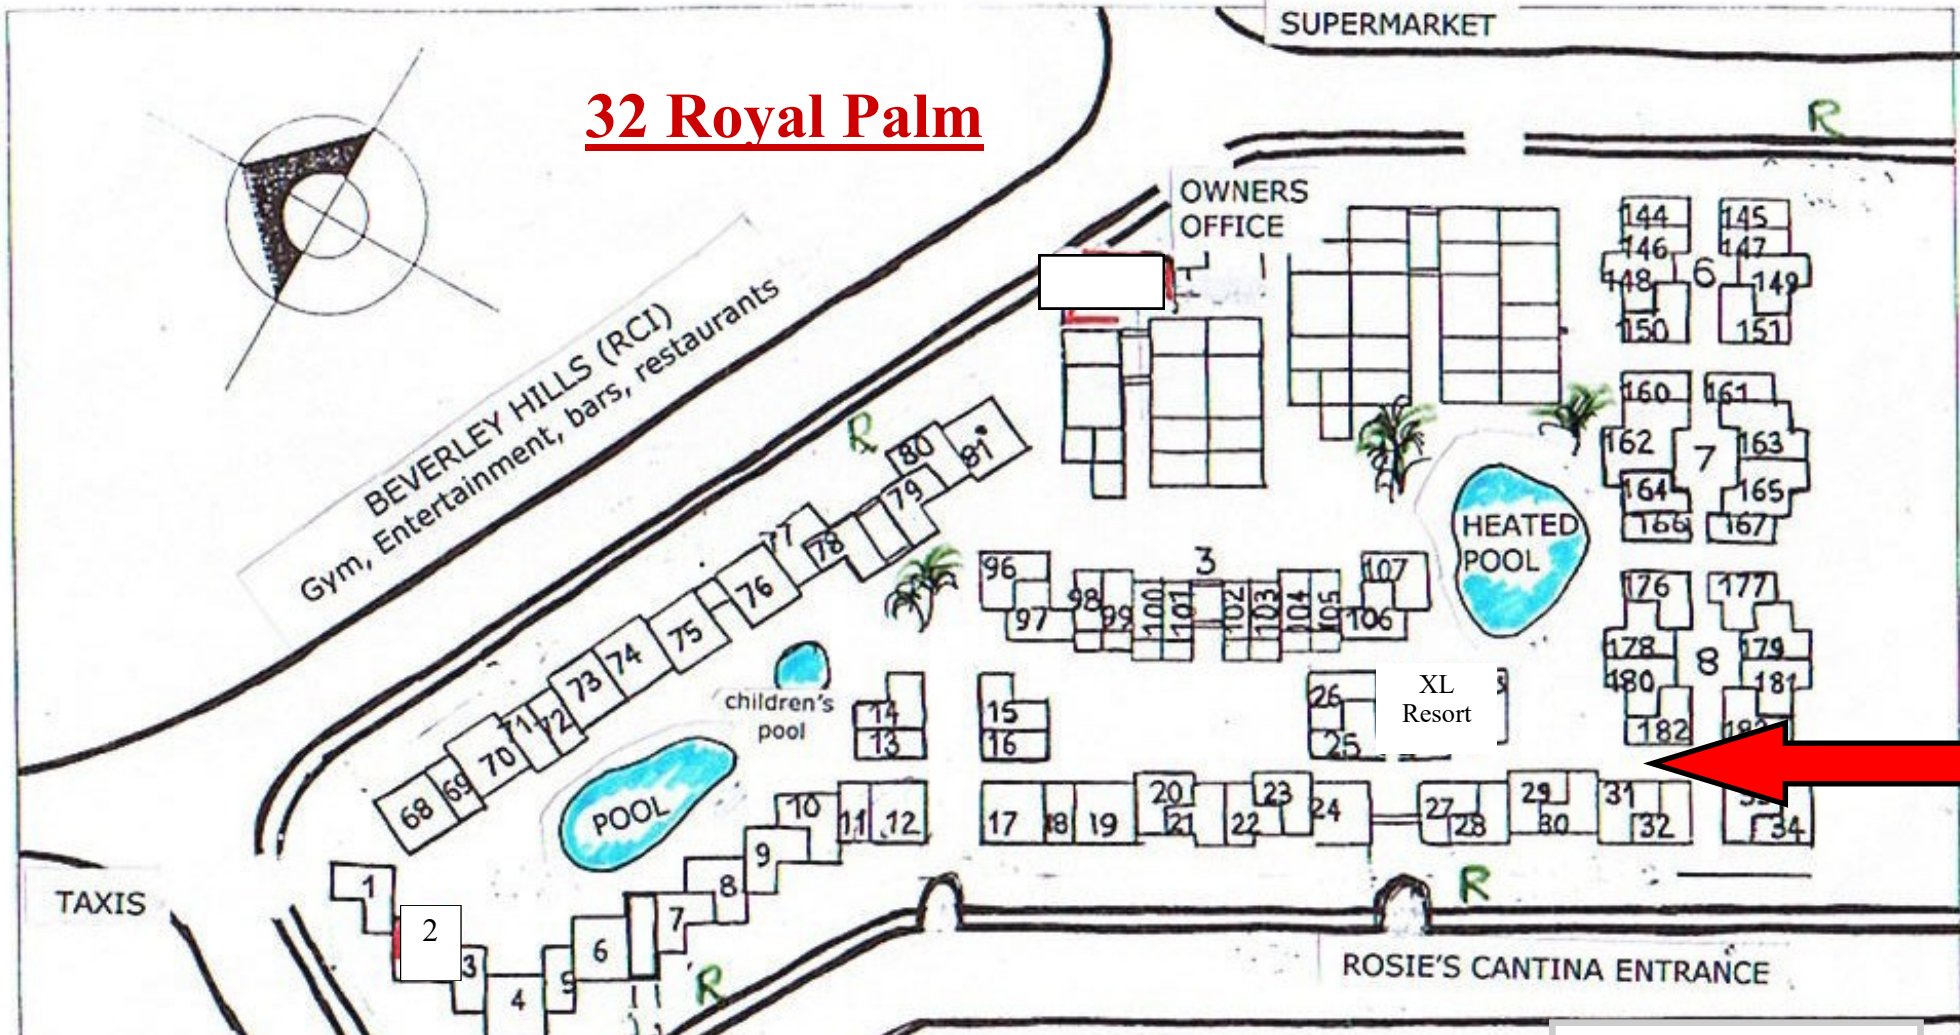 SUPERMARKET
32 Royal Palm
R
OWNERS
OFFICE
BEVERLEY HILLS (RCI)
Gym, Entertainment, bars, restaurants
144 145
146 147
148 6 149
150 151
160 161
162 163
7
164 165
166 167
R
80 81
79
77
78
76
75
74
73
72
71
70
69
68
HEATED
POOL
3
96 107
97 98 99 100 101 102 103 104 105 106
176 177
178 179
8
180 181
182
children's
pool
POOL
14 15
13 16
26
25
XL
Resort
10 11 12
17 18 19 20 21 22 23 24
27 28 29 30 31 32
34
9
8
7
6
5
4
3
2
1
TAXIS
R
R
ROSIE'S CANTINA ENTRANCE